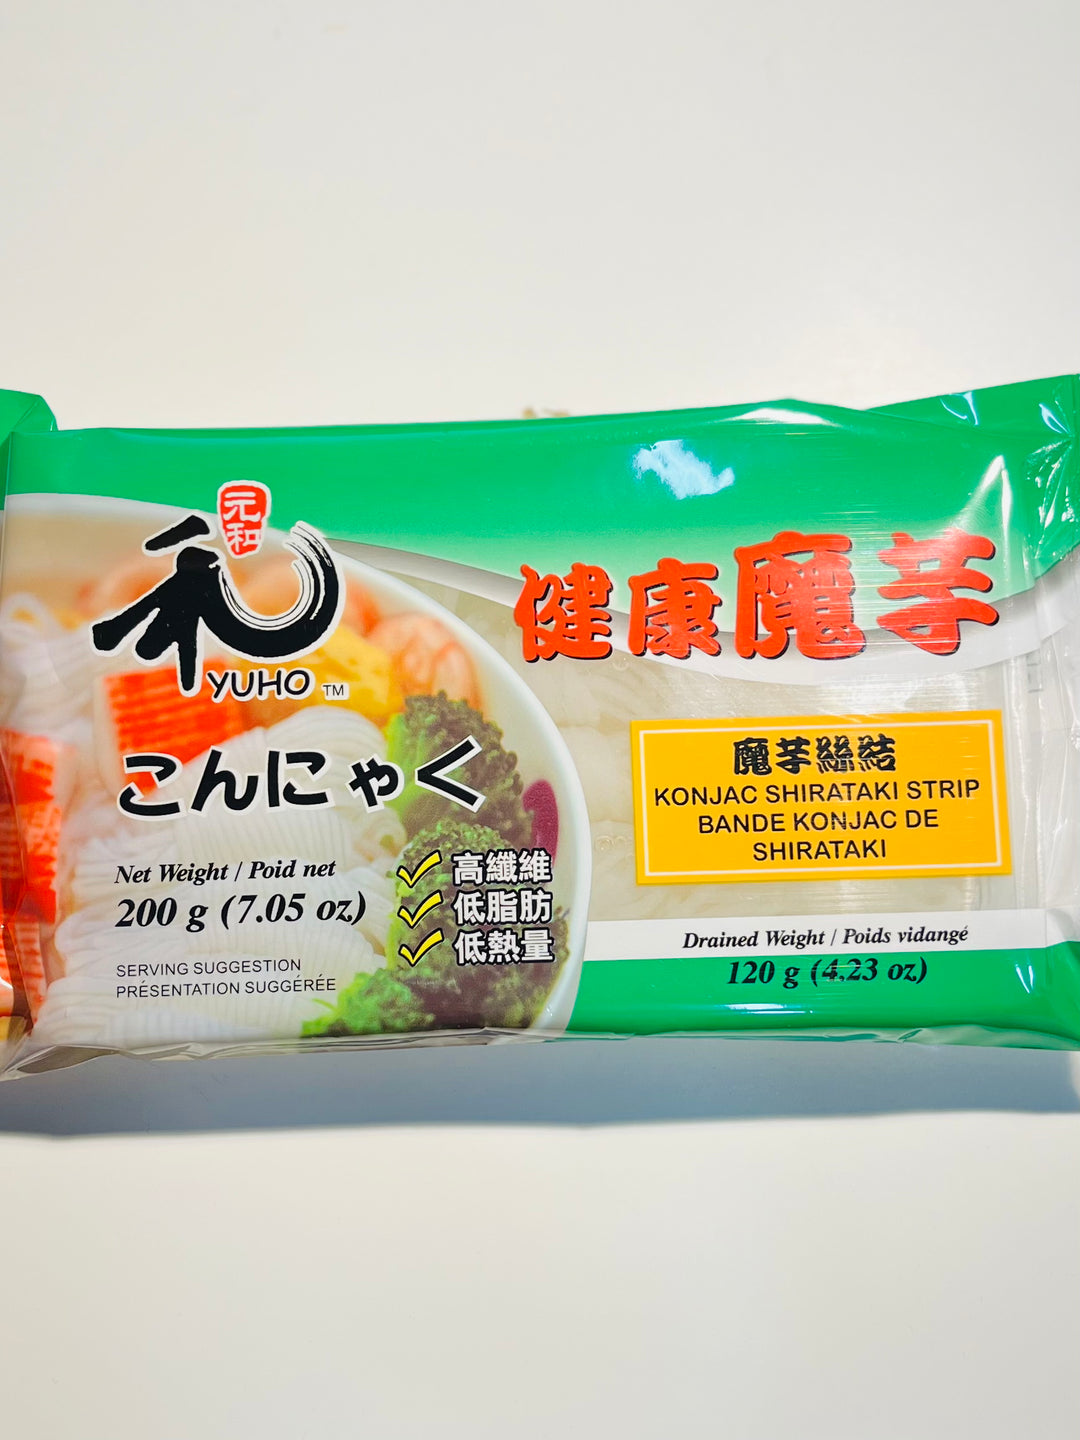 元和
和
YUHO TM
こんにゃく
Net Weight / Poid net
200 g (7.05 oz)
SERVING SUGGESTION
PRÉSENTATION SUGGÉRÉE
高纖維
低脂肪
低熱量
健康魔芋
魔芋絲結
KONJAC SHIRATAKI STRIP
BANDE KONJAC DE
SHIRATAKI
Drained Weight / Poids vidangé
120 g (4.23 oz)